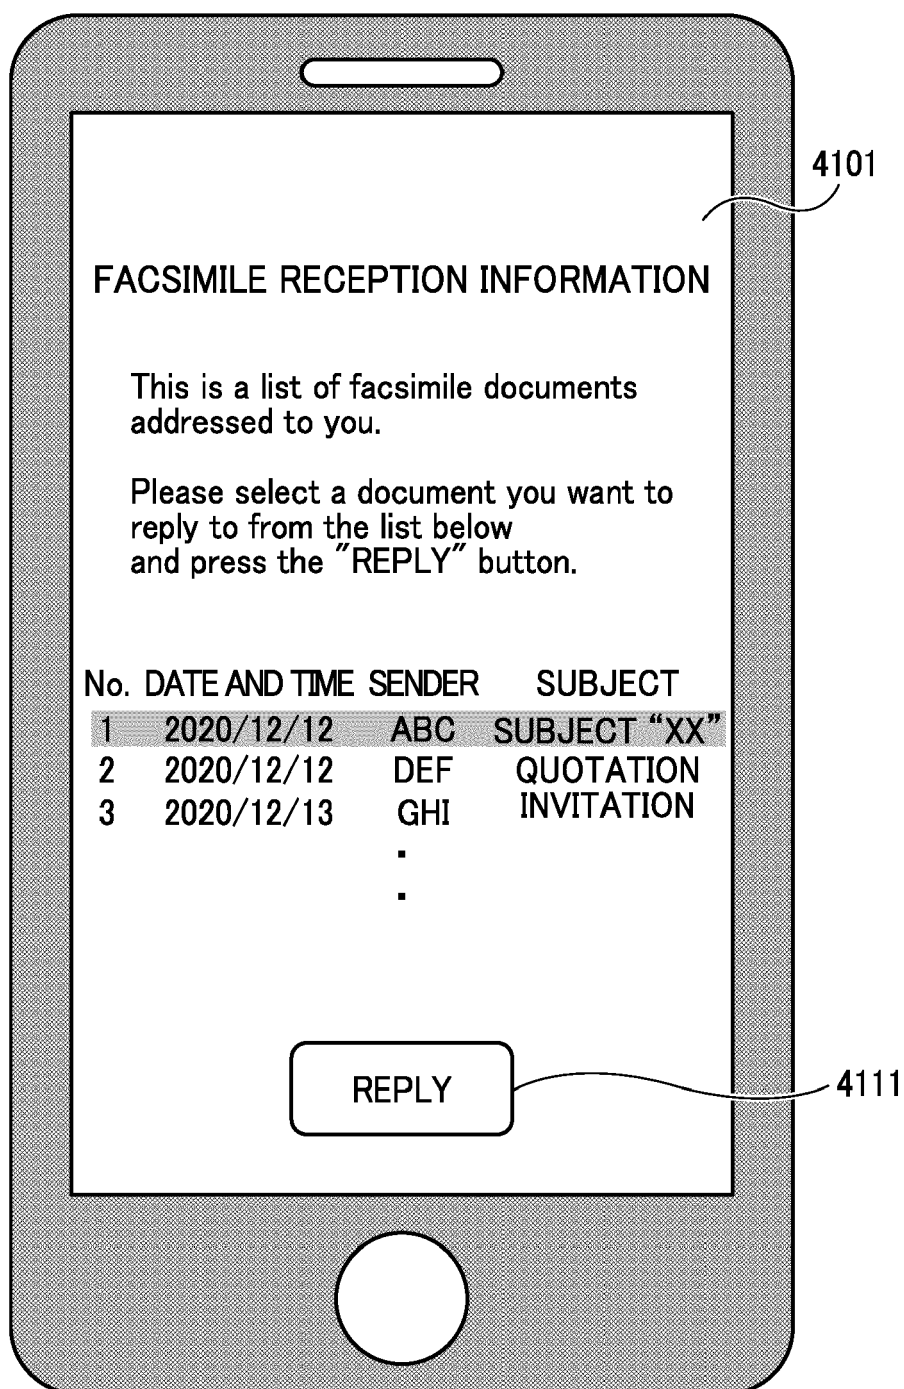 4101
FACSIMILE RECEPTION INFORMATION
This is a list of facsimile documents
addressed to you.
Please select a document you want to
reply to from the list below
and press the "REPLY" button.
No. DATE AND TIME SENDER SUBJECT
1 2020/12/12 ABC SUBJECT “XX”
2 2020/12/12 DEF QUOTATION
3 2020/12/13 GHI INVITATION
REPLY
4111